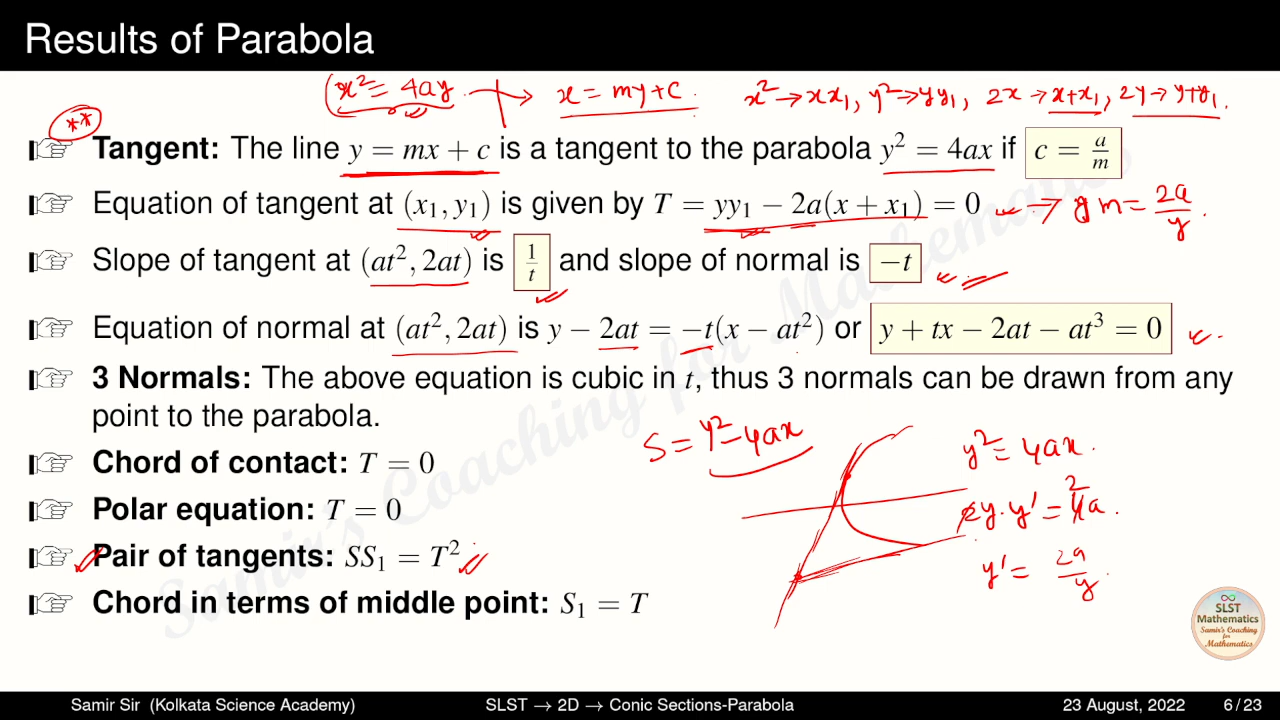 Results of Parabola
x² = 4ay → x = my + c x² → xx₁, y² → yy₁, 2x → x+x₁, 2y → y+y₁.
**
☞ Tangent: The line y = mx + c is a tangent to the parabola y² = 4ax if c = a/m
☞ Equation of tangent at (x₁, y₁) is given by T = yy₁ − 2a(x + x₁) = 0 → m = 2a/y.
☞ Slope of tangent at (at², 2at) is 1/t and slope of normal is −t
☞ Equation of normal at (at², 2at) is y − 2at = −t(x − at²) or y + tx − 2at − at³ = 0
☞ 3 Normals: The above equation is cubic in t, thus 3 normals can be drawn from any
point to the parabola.
S = y² − 4ax
y² = 4ax.
☞ Chord of contact: T = 0
☞ Polar equation: T = 0
2y · y' = 4a.
2
☞ Pair of tangents: SS₁ = T²
y' = 2a/y.
☞ Chord in terms of middle point: S₁ = T
Samir's Coaching for Mathematics
∞
SLST
Mathematics
Samir's Coaching
for
Mathematics
Samir Sir (Kolkata Science Academy) SLST → 2D → Conic Sections-Parabola 23 August, 2022 6 / 23